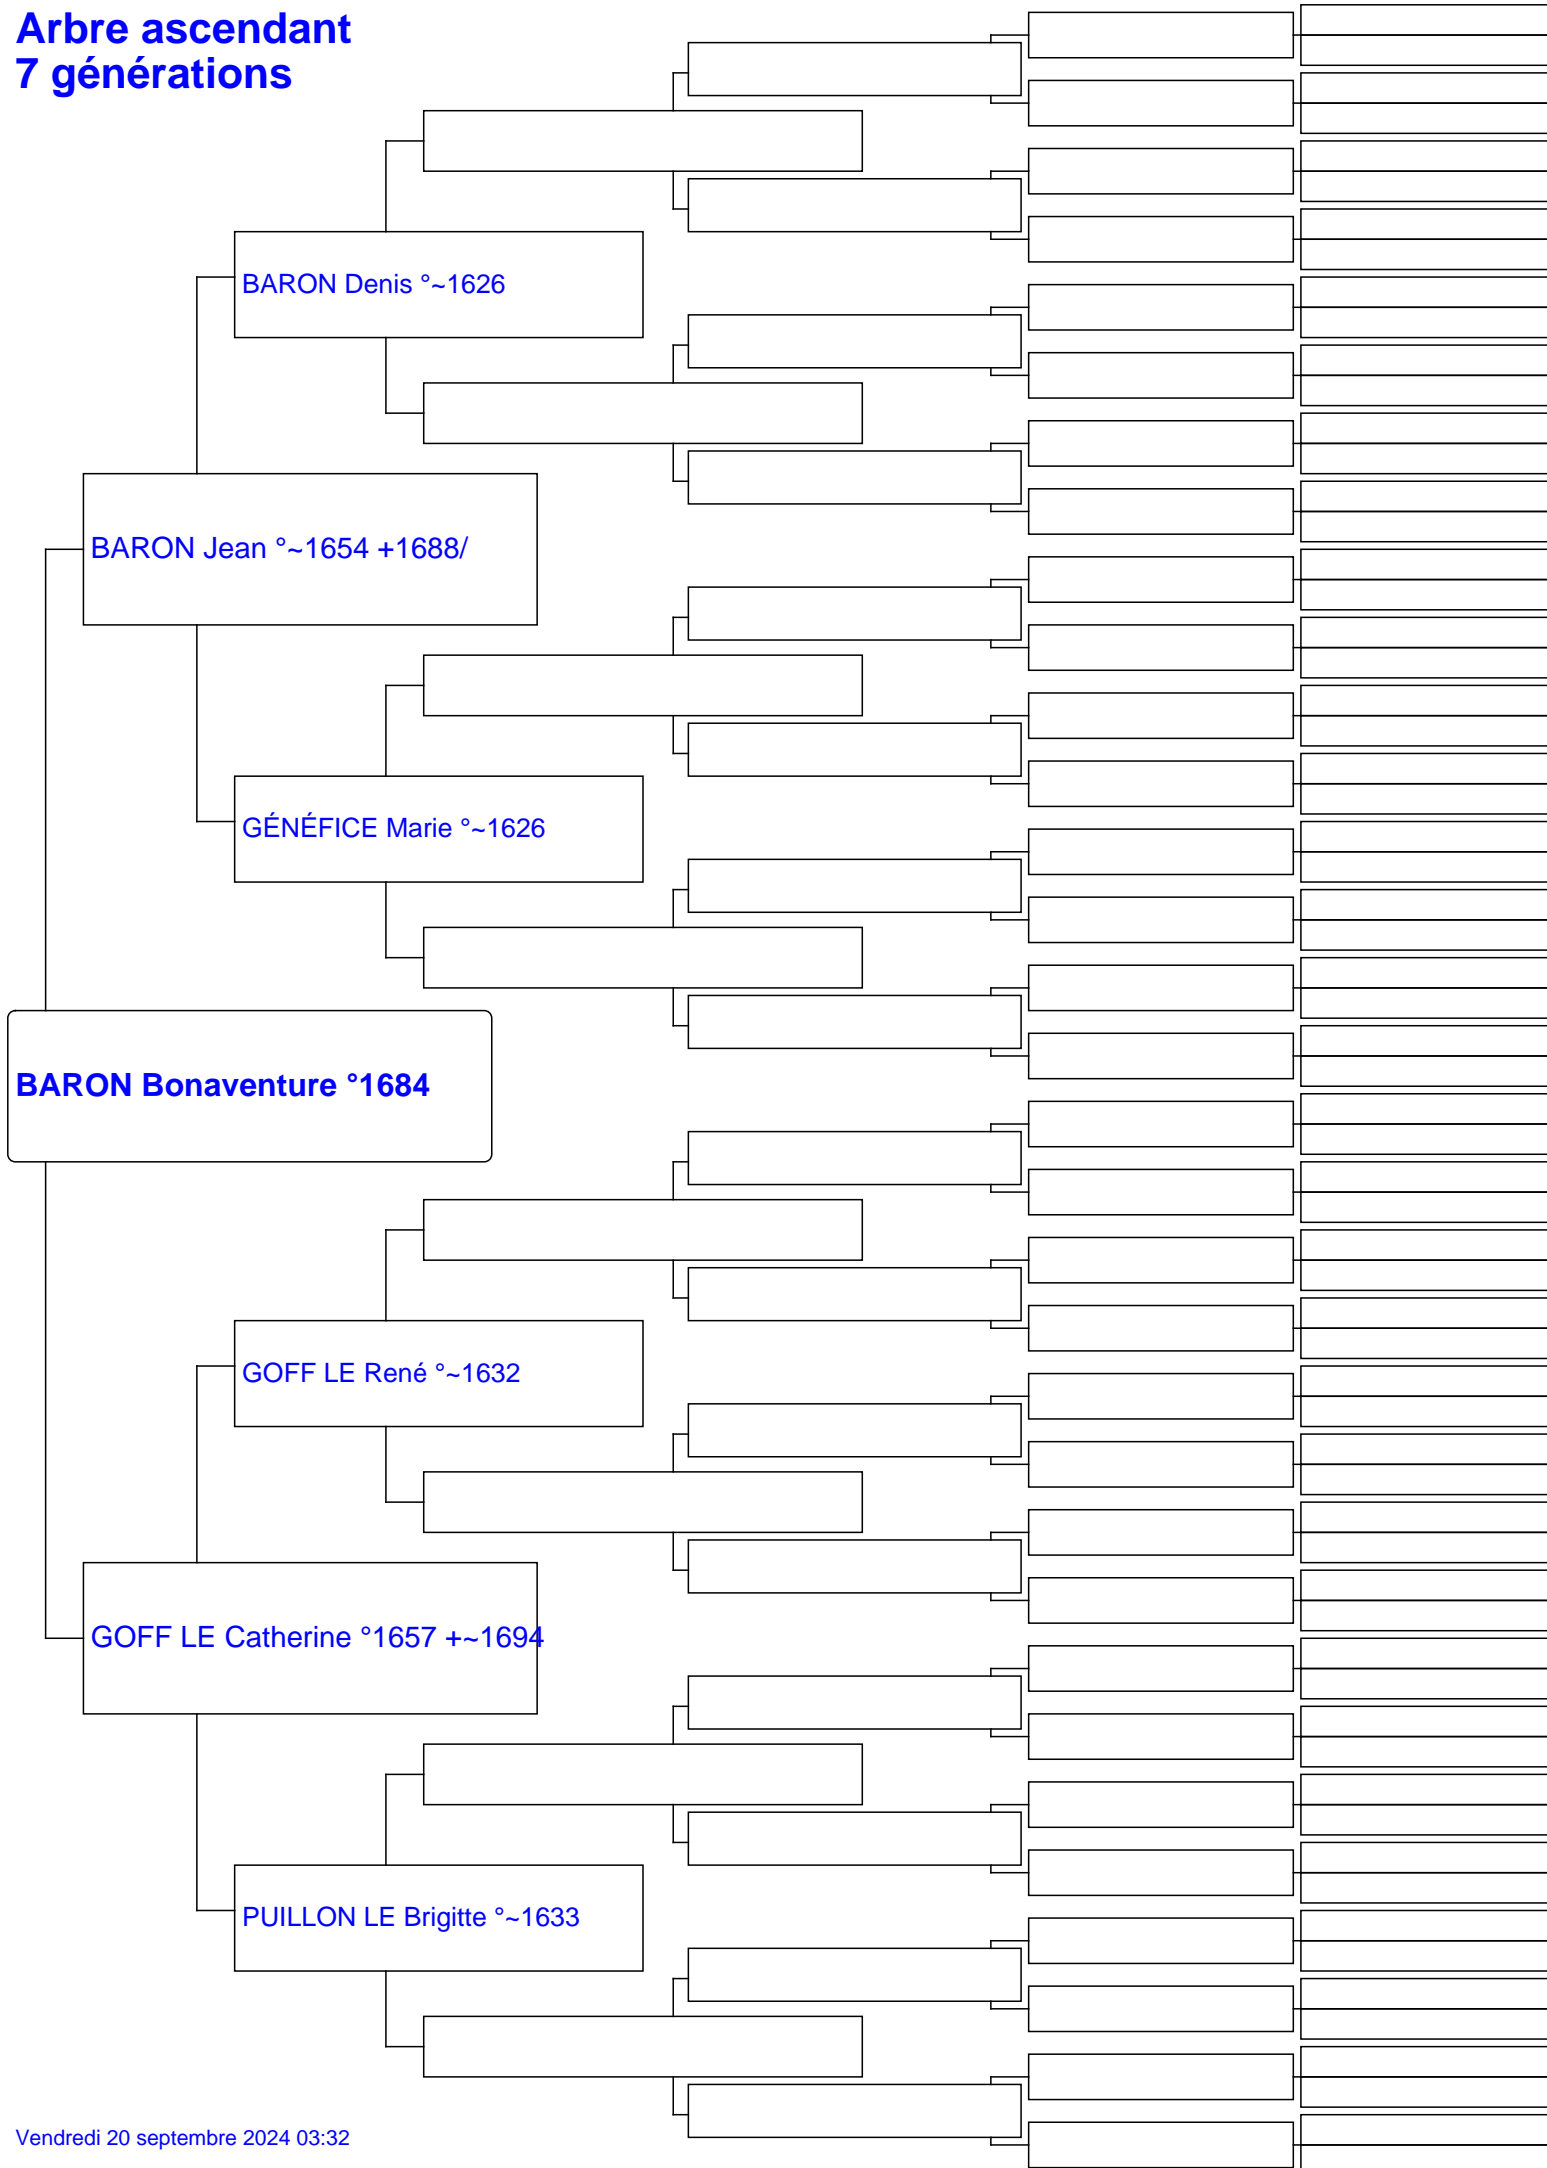 Arbre ascendant
7 générations
BARON Denis °~1626
BARON Jean °~1654 +1688/
GÉNÉFICE Marie °~1626
BARON Bonaventure °1684
GOFF LE René °~1632
GOFF LE Catherine °1657 +~1694
PUILLON LE Brigitte °~1633
Vendredi 20 septembre 2024 03:32